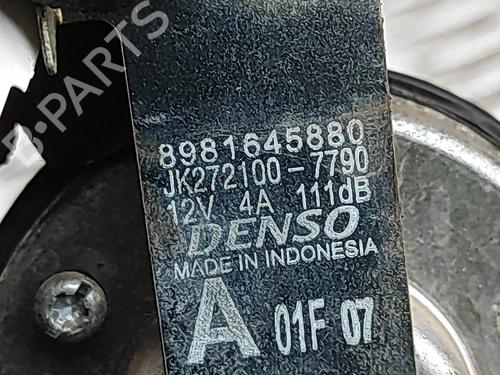 B-PARTS
8981645880
JK272100-7790
12V 4A 111dB
DENSO
MADE IN INDONESIA
A 01F 07